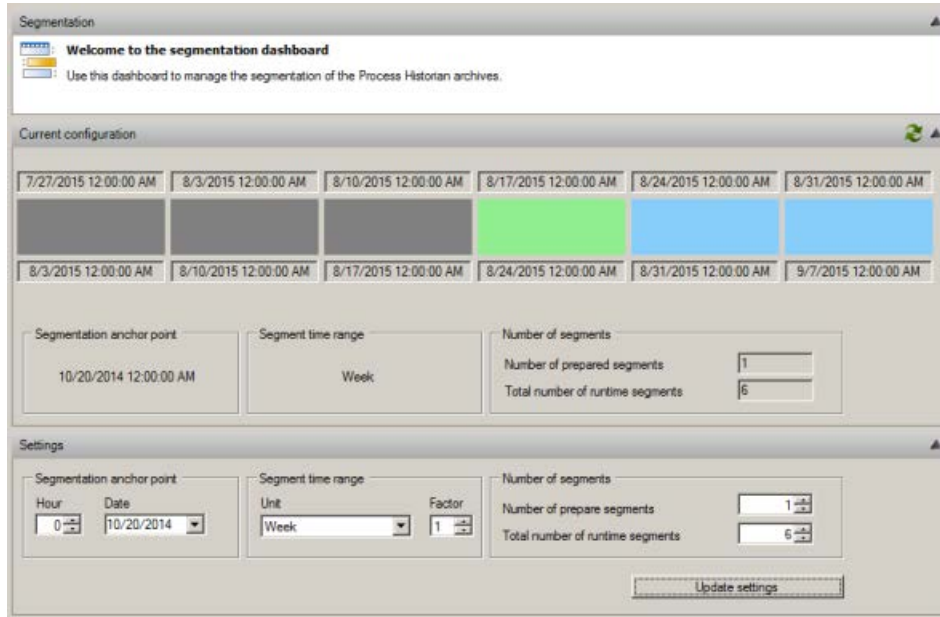 Segmentation
Welcome to the segmentation dashboard
Use this dashboard to manage the segmentation of the Process Historian archives.
Current configuration
7/27/2015 12:00:00 AM 8/3/2015 12:00:00 AM 8/10/2015 12:00:00 AM 8/17/2015 12:00:00 AM 8/24/2015 12:00:00 AM 8/31/2015 12:00:00 AM
8/3/2015 12:00:00 AM 8/10/2015 12:00:00 AM 8/17/2015 12:00:00 AM 8/24/2015 12:00:00 AM 8/31/2015 12:00:00 AM 9/7/2015 12:00:00 AM
Segmentation anchor point Segment time range Number of segments
Number of prepared segments 1
10/20/2014 12:00:00 AM Week
Total number of runtime segments 6
Settings
Segmentation anchor point Segment time range Number of segments
Hour Date Unit Factor
Number of prepare segments 1
0 10/20/2014 Week 1
Total number of runtime segments 6
Update settings